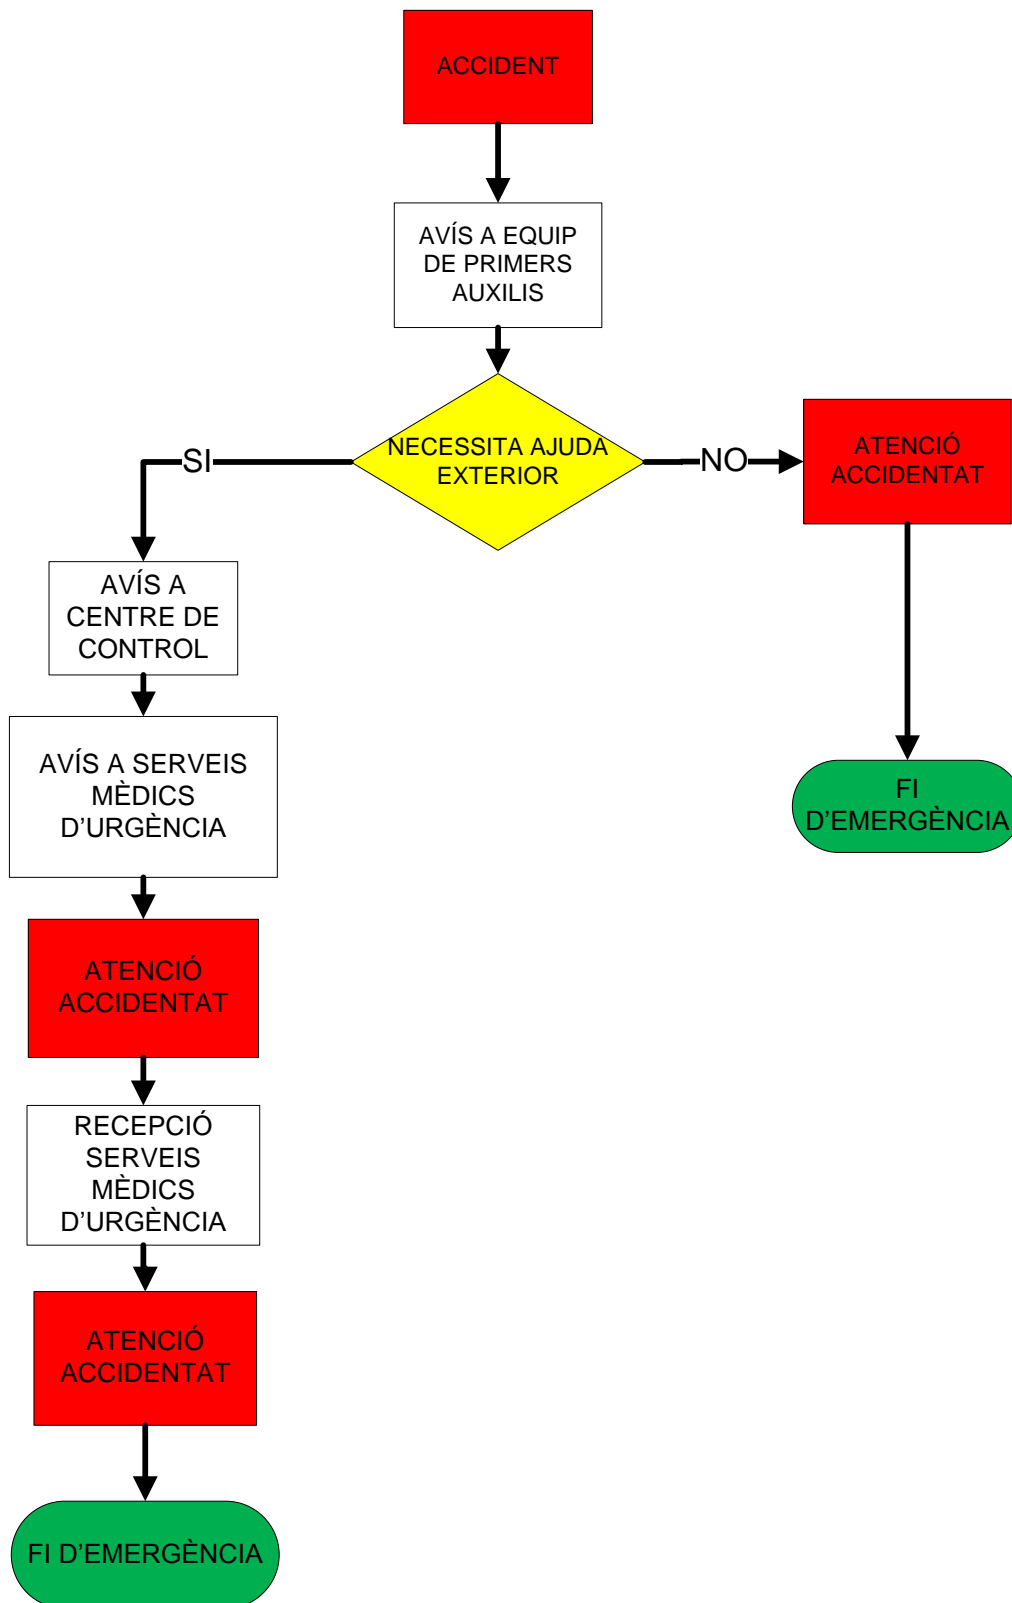 ACCIDENT
AVÍS A EQUIP
DE PRIMERS
AUXILIS
NECESSITA AJUDA
EXTERIOR
SI
NO
ATENCIÓ
ACCIDENTAT
AVÍS A
CENTRE DE
CONTROL
AVÍS A SERVEIS
MÈDICS
D’URGÈNCIA
FI
D’EMERGÈNCIA
ATENCIÓ
ACCIDENTAT
RECEPCIÓ
SERVEIS
MÈDICS
D’URGÈNCIA
ATENCIÓ
ACCIDENTAT
FI D’EMERGÈNCIA